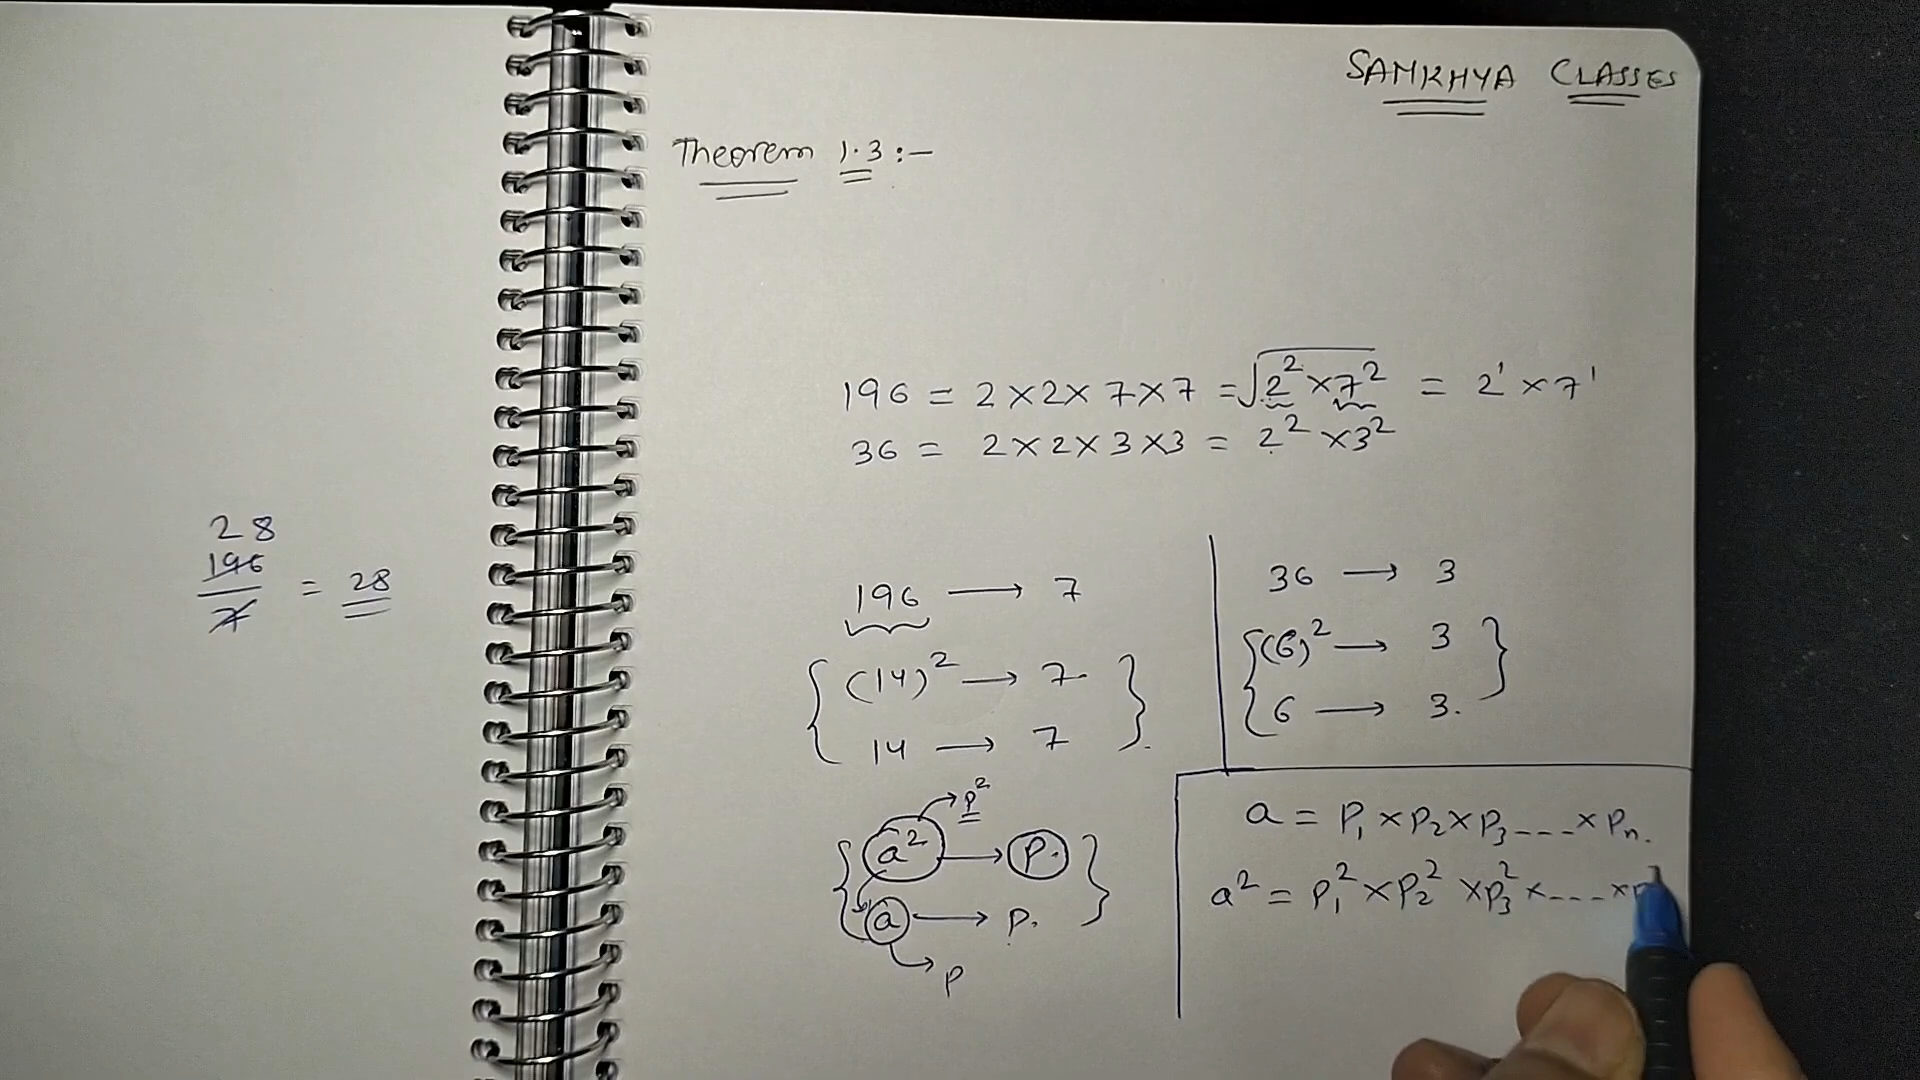 SAMKHYA CLASSES
Theorem 1.3 :-
196 = 2 × 2 × 7 × 7 = √2² × 7² = 2¹ × 7¹
36 = 2 × 2 × 3 × 3 = 2² × 3²
28
196/7 = 28
196 → 7
{ (14)² → 7
14 → 7 }
36 → 3
{ (6)² → 3 }
6 → 3.
p²
{ a² → p. }
a → p.
p
a = p₁ × p₂ × p₃ --- × pₙ.
a² = p₁² × p₂² × p₃² × ---- ×